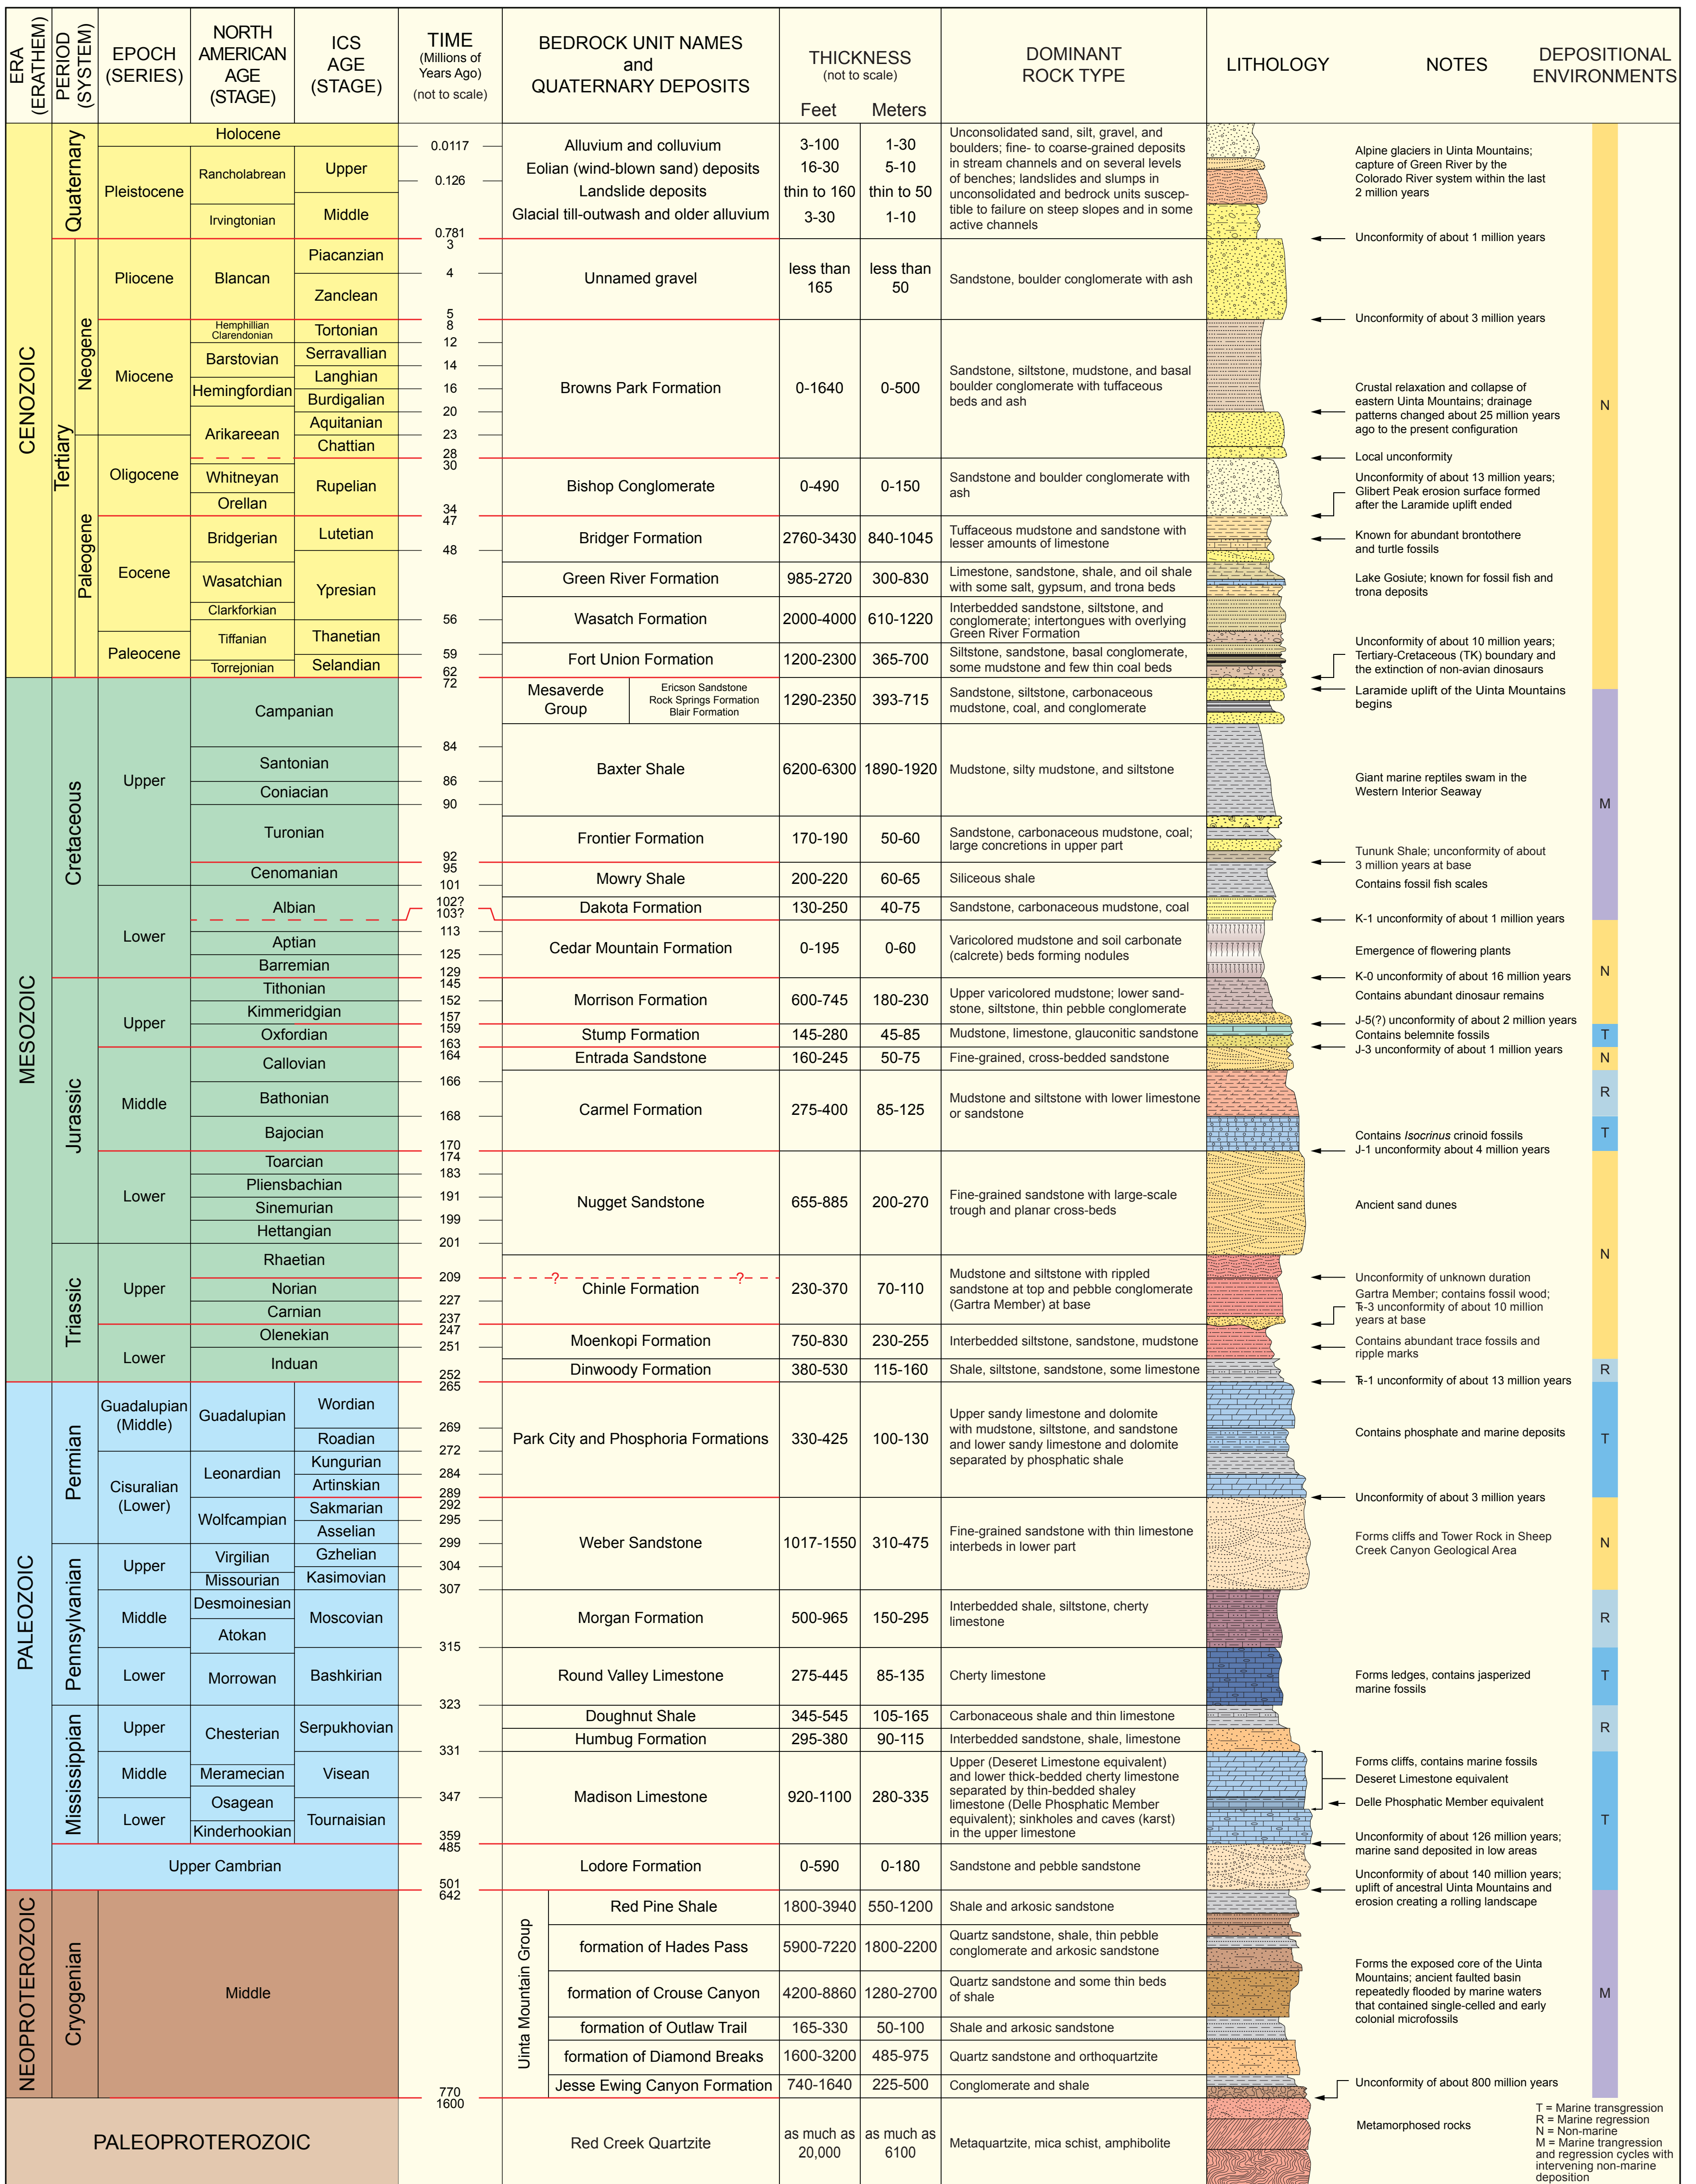 ERA
(ERATHEM)
PERIOD
(SYSTEM)
EPOCH
(SERIES)
NORTH
AMERICAN
AGE
(STAGE)
ICS
AGE
(STAGE)
TIME
(Millions of
Years Ago)
(not to scale)
BEDROCK UNIT NAMES
and
QUATERNARY DEPOSITS
THICKNESS
(not to scale)
Feet
Meters
DOMINANT
ROCK TYPE
LITHOLOGY
NOTES
DEPOSITIONAL
ENVIRONMENTS
CENOZOIC
Quaternary
Tertiary
Neogene
Paleogene
Holocene
Pleistocene
Pliocene
Miocene
Oligocene
Eocene
Paleocene
Rancholabrean
Irvingtonian
Blancan
Hemphillian
Clarendonian
Barstovian
Hemingfordian
Arikareean
Whitneyan
Orellan
Bridgerian
Wasatchian
Clarkforkian
Tiffanian
Torrejonian
Upper
Middle
Piacanzian
Zanclean
Tortonian
Serravallian
Langhian
Burdigalian
Aquitanian
Chattian
Rupelian
Lutetian
Ypresian
Thanetian
Selandian
0.0117
0.126
0.781
3
4
5
8
12
14
16
20
23
28
30
34
47
48
56
59
62
72
Alluvium and colluvium
3-100
1-30
Eolian (wind-blown sand) deposits
16-30
5-10
Landslide deposits
thin to 160
thin to 50
Glacial till-outwash and older alluvium
3-30
1-10
Unconsolidated sand, silt, gravel, and
boulders; fine- to coarse-grained deposits
in stream channels and on several levels
of benches; landslides and slumps in
unconsolidated and bedrock units suscep-
tible to failure on steep slopes and in some
active channels
Alpine glaciers in Uinta Mountains;
capture of Green River by the
Colorado River system within the last
2 million years
Unconformity of about 1 million years
Unnamed gravel
less than
165
less than
50
Sandstone, boulder conglomerate with ash
Unconformity of about 3 million years
Browns Park Formation
0-1640
0-500
Sandstone, siltstone, mudstone, and basal
boulder conglomerate with tuffaceous
beds and ash
Crustal relaxation and collapse of
eastern Uinta Mountains; drainage
patterns changed about 25 million years
ago to the present configuration
N
Local unconformity
Bishop Conglomerate
0-490
0-150
Sandstone and boulder conglomerate with
ash
Unconformity of about 13 million years;
Glibert Peak erosion surface formed
after the Laramide uplift ended
Bridger Formation
2760-3430
840-1045
Tuffaceous mudstone and sandstone with
lesser amounts of limestone
Known for abundant brontothere
and turtle fossils
Green River Formation
985-2720
300-830
Limestone, sandstone, shale, and oil shale
with some salt, gypsum, and trona beds
Lake Gosiute; known for fossil fish and
trona deposits
Wasatch Formation
2000-4000
610-1220
Interbedded sandstone, siltstone, and
conglomerate; intertongues with overlying
Green River Formation
Fort Union Formation
1200-2300
365-700
Siltstone, sandstone, basal conglomerate,
some mudstone and few thin coal beds
Unconformity of about 10 million years;
Tertiary-Cretaceous (TK) boundary and
the extinction of non-avian dinosaurs
MESOZOIC
Cretaceous
Jurassic
Triassic
Upper
Lower
Upper
Middle
Lower
Upper
Lower
Campanian
Santonian
Coniacian
Turonian
Cenomanian
Albian
Aptian
Barremian
Tithonian
Kimmeridgian
Oxfordian
Callovian
Bathonian
Bajocian
Toarcian
Pliensbachian
Sinemurian
Hettangian
Rhaetian
Norian
Carnian
Olenekian
Induan
84
86
90
92
95
101
102?
103?
113
125
129
145
152
157
159
163
164
166
168
170
174
183
191
199
201
209
227
237
247
251
252
265
Mesaverde
Group
Ericson Sandstone
Rock Springs Formation
Blair Formation
1290-2350
393-715
Sandstone, siltstone, carbonaceous
mudstone, coal, and conglomerate
Laramide uplift of the Uinta Mountains
begins
Baxter Shale
6200-6300
1890-1920
Mudstone, silty mudstone, and siltstone
Giant marine reptiles swam in the
Western Interior Seaway
M
Frontier Formation
170-190
50-60
Sandstone, carbonaceous mudstone, coal;
large concretions in upper part
Tununk Shale; unconformity of about
3 million years at base
Mowry Shale
200-220
60-65
Siliceous shale
Contains fossil fish scales
Dakota Formation
130-250
40-75
Sandstone, carbonaceous mudstone, coal
K-1 unconformity of about 1 million years
Cedar Mountain Formation
0-195
0-60
Varicolored mudstone and soil carbonate
(calcrete) beds forming nodules
Emergence of flowering plants
N
K-0 unconformity of about 16 million years
Morrison Formation
600-745
180-230
Upper varicolored mudstone; lower sand-
stone, siltstone, thin pebble conglomerate
Contains abundant dinosaur remains
J-5(?) unconformity of about 2 million years
Stump Formation
145-280
45-85
Mudstone, limestone, glauconitic sandstone
Contains belemnite fossils
T
J-3 unconformity of about 1 million years
Entrada Sandstone
160-245
50-75
Fine-grained, cross-bedded sandstone
N
Carmel Formation
275-400
85-125
Mudstone and siltstone with lower limestone
or sandstone
R
Contains Isocrinus crinoid fossils
T
J-1 unconformity about 4 million years
Nugget Sandstone
655-885
200-270
Fine-grained sandstone with large-scale
trough and planar cross-beds
Ancient sand dunes
N
?
?
Chinle Formation
230-370
70-110
Mudstone and siltstone with rippled
sandstone at top and pebble conglomerate
(Gartra Member) at base
Unconformity of unknown duration
Gartra Member; contains fossil wood;
Tr-3 unconformity of about 10 million
years at base
Moenkopi Formation
750-830
230-255
Interbedded siltstone, sandstone, mudstone
Contains abundant trace fossils and
ripple marks
Dinwoody Formation
380-530
115-160
Shale, siltstone, sandstone, some limestone
R
Tr-1 unconformity of about 13 million years
PALEOZOIC
Permian
Pennsylvanian
Mississippian
Guadalupian
(Middle)
Cisuralian
(Lower)
Upper
Middle
Lower
Upper
Middle
Lower
Upper Cambrian
Guadalupian
Leonardian
Wolfcampian
Virgilian
Missourian
Desmoinesian
Atokan
Morrowan
Chesterian
Meramecian
Osagean
Kinderhookian
Wordian
Roadian
Kungurian
Artinskian
Sakmarian
Asselian
Gzhelian
Kasimovian
Moscovian
Bashkirian
Serpukhovian
Visean
Tournaisian
269
272
284
289
292
295
299
304
307
315
323
331
347
359
485
501
642
Park City and Phosphoria Formations
330-425
100-130
Upper sandy limestone and dolomite
with mudstone, siltstone, and sandstone
and lower sandy limestone and dolomite
separated by phosphatic shale
Contains phosphate and marine deposits
T
Unconformity of about 3 million years
Weber Sandstone
1017-1550
310-475
Fine-grained sandstone with thin limestone
interbeds in lower part
Forms cliffs and Tower Rock in Sheep
Creek Canyon Geological Area
N
Morgan Formation
500-965
150-295
Interbedded shale, siltstone, cherty
limestone
R
Round Valley Limestone
275-445
85-135
Cherty limestone
Forms ledges, contains jasperized
marine fossils
T
Doughnut Shale
345-545
105-165
Carbonaceous shale and thin limestone
R
Humbug Formation
295-380
90-115
Interbedded sandstone, shale, limestone
Madison Limestone
920-1100
280-335
Upper (Deseret Limestone equivalent)
and lower thick-bedded cherty limestone
separated by thin-bedded shaley
limestone (Delle Phosphatic Member
equivalent); sinkholes and caves (karst)
in the upper limestone
Forms cliffs, contains marine fossils
Deseret Limestone equivalent
Delle Phosphatic Member equivalent
T
Unconformity of about 126 million years;
marine sand deposited in low areas
Lodore Formation
0-590
0-180
Sandstone and pebble sandstone
Unconformity of about 140 million years;
uplift of ancestral Uinta Mountains and
erosion creating a rolling landscape
NEOPROTEROZOIC
Cryogenian
Middle
770
1600
Uinta Mountain Group
Red Pine Shale
1800-3940
550-1200
Shale and arkosic sandstone
formation of Hades Pass
5900-7220
1800-2200
Quartz sandstone, shale, thin pebble
conglomerate and arkosic sandstone
formation of Crouse Canyon
4200-8860
1280-2700
Quartz sandstone and some thin beds
of shale
Forms the exposed core of the Uinta
Mountains; ancient faulted basin
repeatedly flooded by marine waters
that contained single-celled and early
colonial microfossils
M
formation of Outlaw Trail
165-330
50-100
Shale and arkosic sandstone
formation of Diamond Breaks
1600-3200
485-975
Quartz sandstone and orthoquartzite
Jesse Ewing Canyon Formation
740-1640
225-500
Conglomerate and shale
Unconformity of about 800 million years
PALEOPROTEROZOIC
Red Creek Quartzite
as much as
20,000
as much as
6100
Metaquartzite, mica schist, amphibolite
Metamorphosed rocks
T = Marine transgression
R = Marine regression
N = Non-marine
M = Marine trangression
and regression cycles with
intervening non-marine
deposition